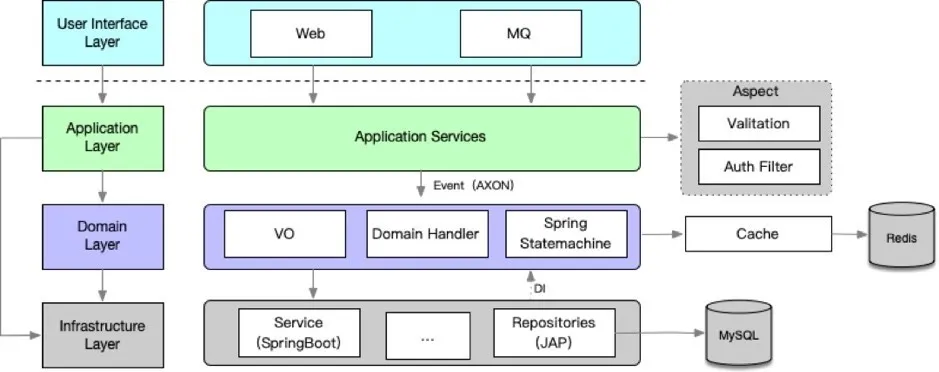 User Interface
Layer
Web
MQ
Aspect
Valitation
Auth Filter
Application
Layer
Application Services
Event（AXON）
Domain
Layer
VO
Domain Handler
Spring
Statemachine
Cache
Redis
DI
Infrastructure
Layer
Service
（SpringBoot）
...
Repositories
（JAP）
MySQL